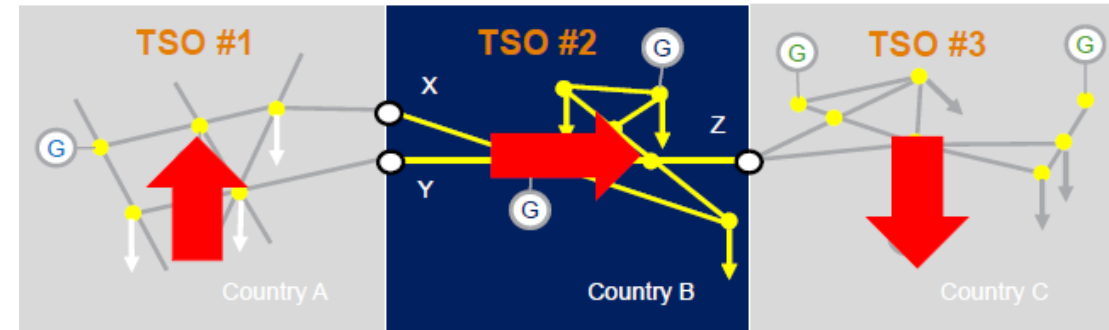 TSO #1
TSO #2
TSO #3
G
G
G
X
G
Z
Y
G
Country A
Country B
Country C